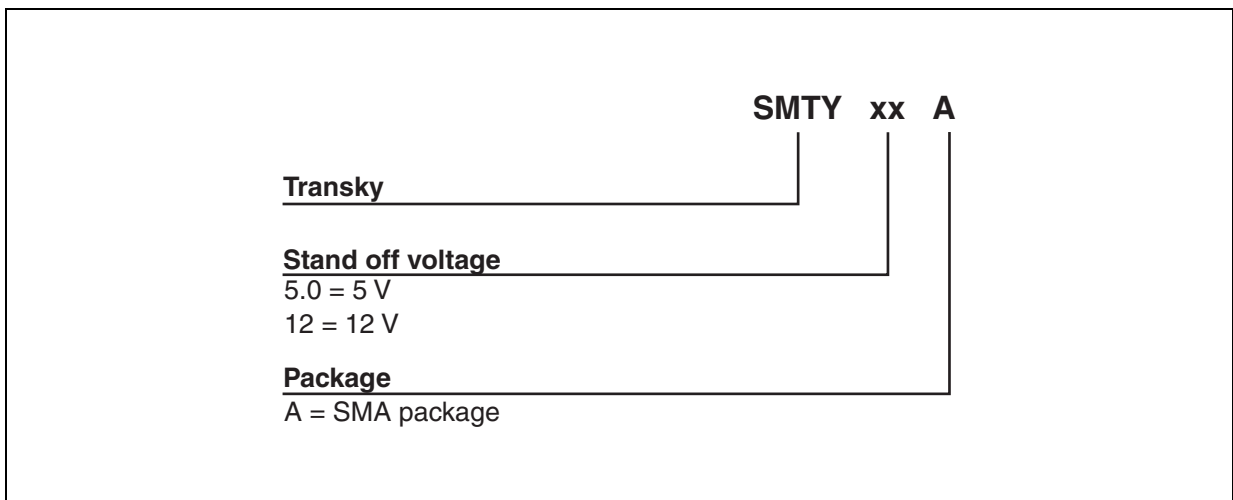 SMTY xx A
Transky
Stand off voltage
5.0 = 5 V
12 = 12 V
Package
A = SMA package